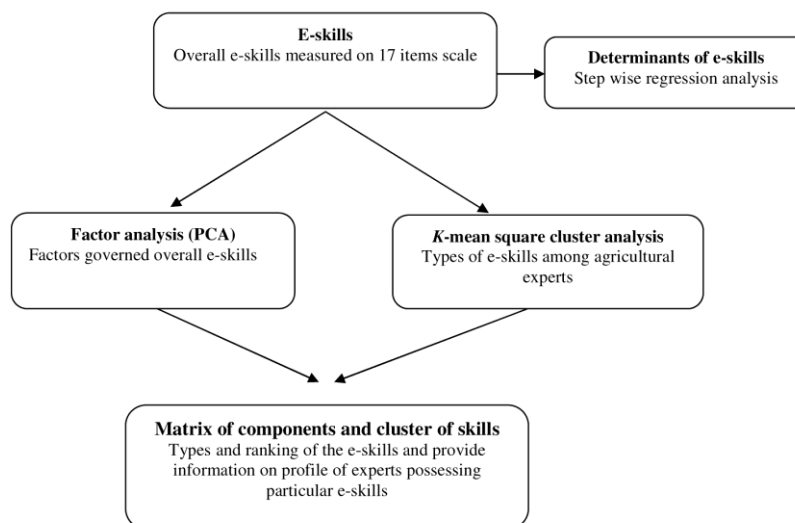 E-skills
Overall e-skills measured on 17 items scale
Determinants of e-skills
Step wise regression analysis
Factor analysis (PCA)
Factors governed overall e-skills
K-mean square cluster analysis
Types of e-skills among agricultural
experts
Matrix of components and cluster of skills
Types and ranking of the e-skills and provide
information on profile of experts possessing
particular e-skills